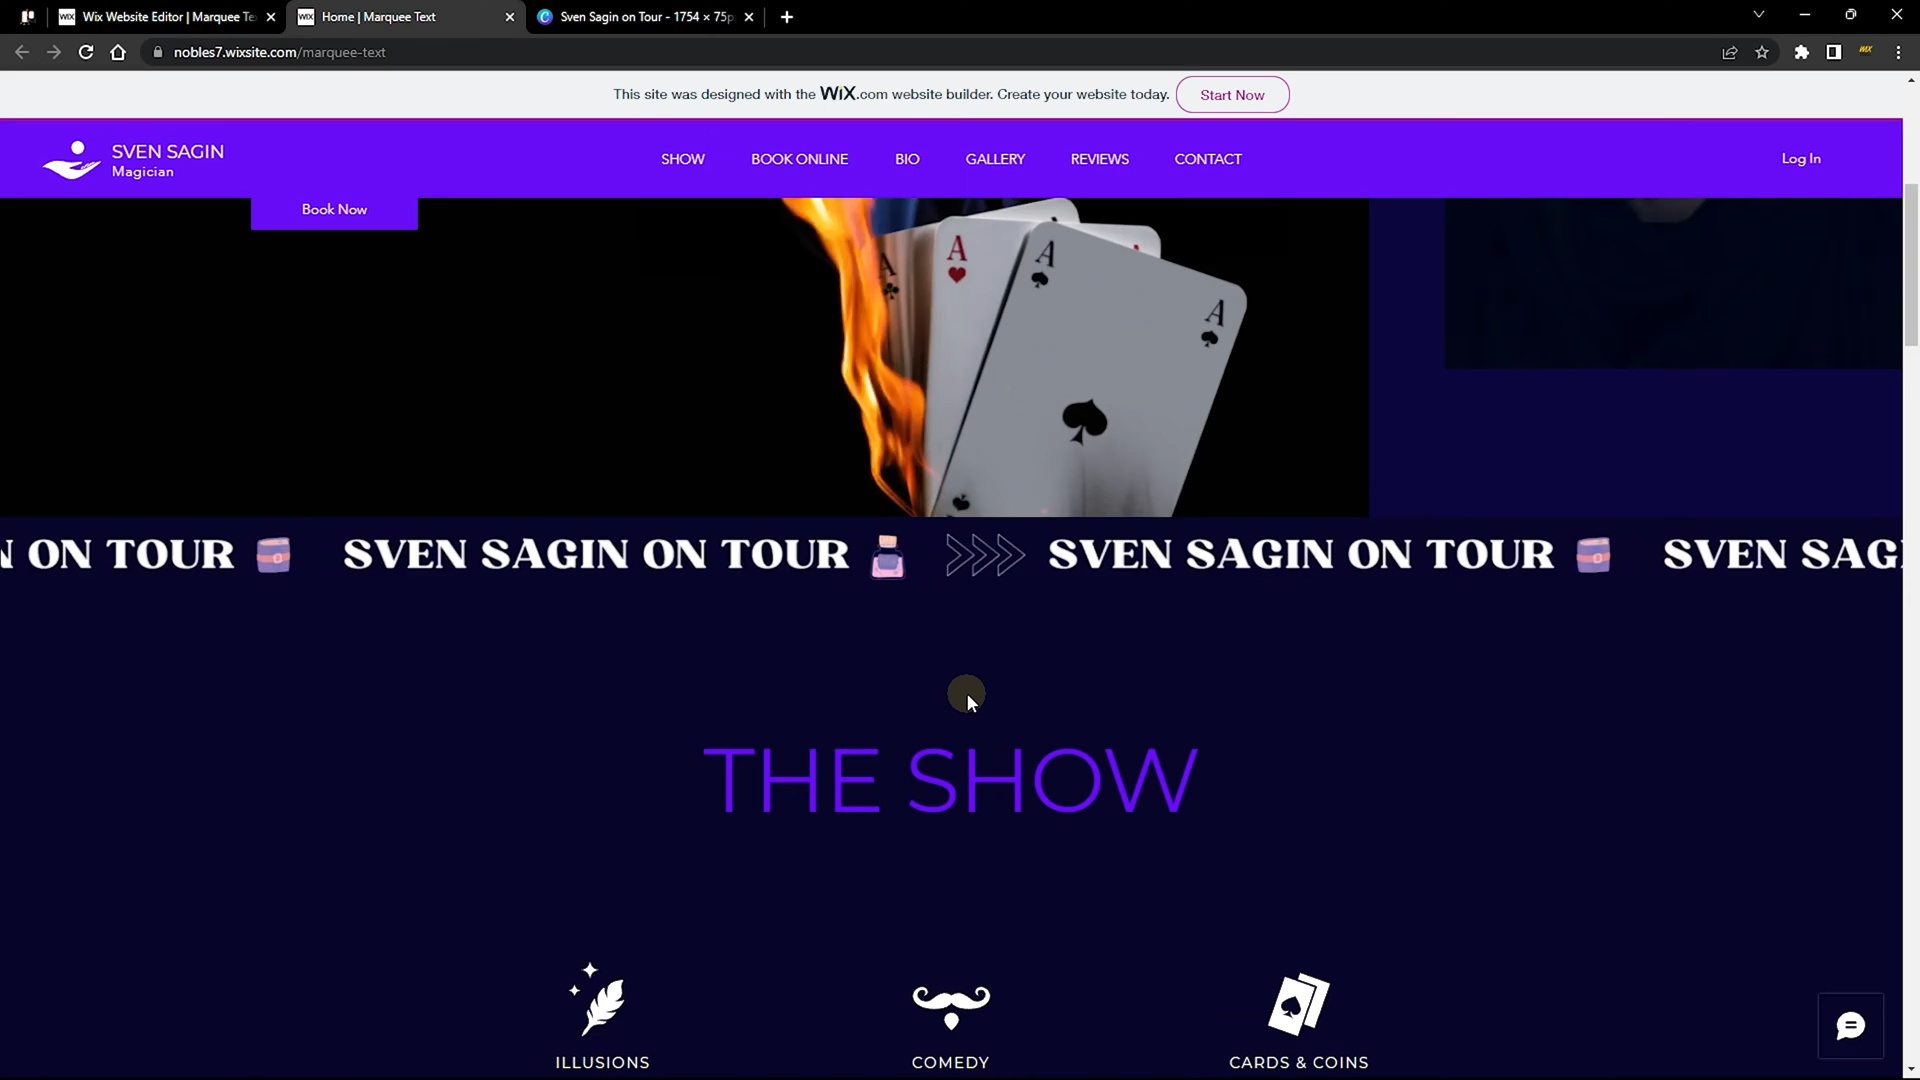 Wix Website Editor | Marquee Te
Home | Marquee Text
Sven Sagin on Tour - 1754 × 75p
nobles7.wixsite.com/marquee-text
This site was designed with the WiX.com website builder. Create your website today.
Start Now
SVEN SAGIN
Magician
SHOW
BOOK ONLINE
BIO
GALLERY
REVIEWS
CONTACT
Log In
Book Now
A
A
A
A
N ON TOUR SVEN SAGIN ON TOUR SVEN SAGIN ON TOUR SVEN SAG
THE SHOW
ILLUSIONS
COMEDY
CARDS & COINS